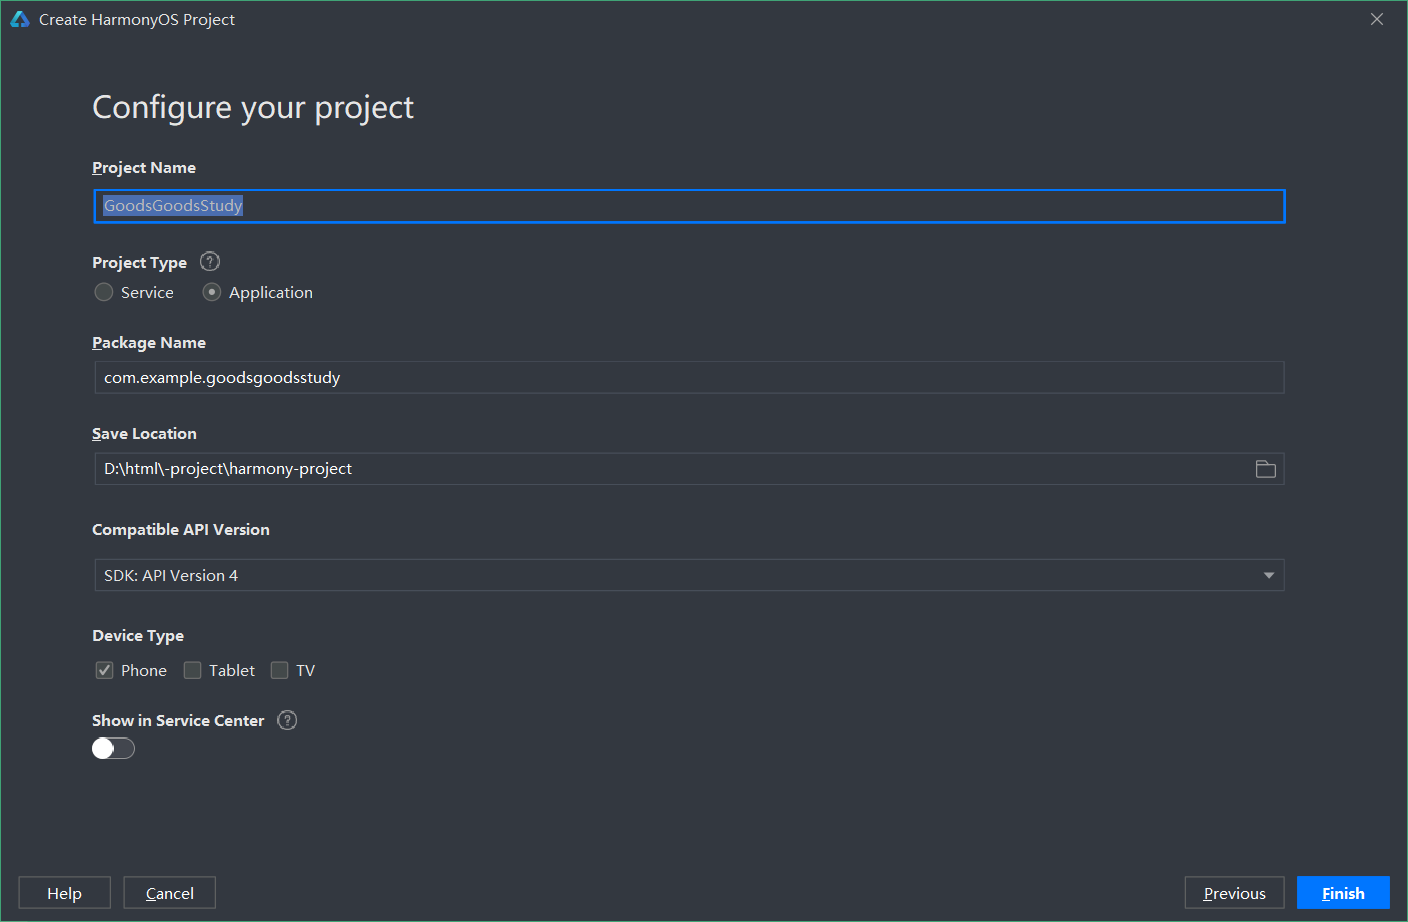 Create HarmonyOS Project
Configure your project
Project Name
GoodsGoodsStudy
Project Type ?
Service Application
Package Name
com.example.goodsgoodsstudy
Save Location
D:\html\-project\harmony-project
Compatible API Version
SDK: API Version 4
Device Type
Phone Tablet TV
Show in Service Center ?
Help Cancel Previous Finish